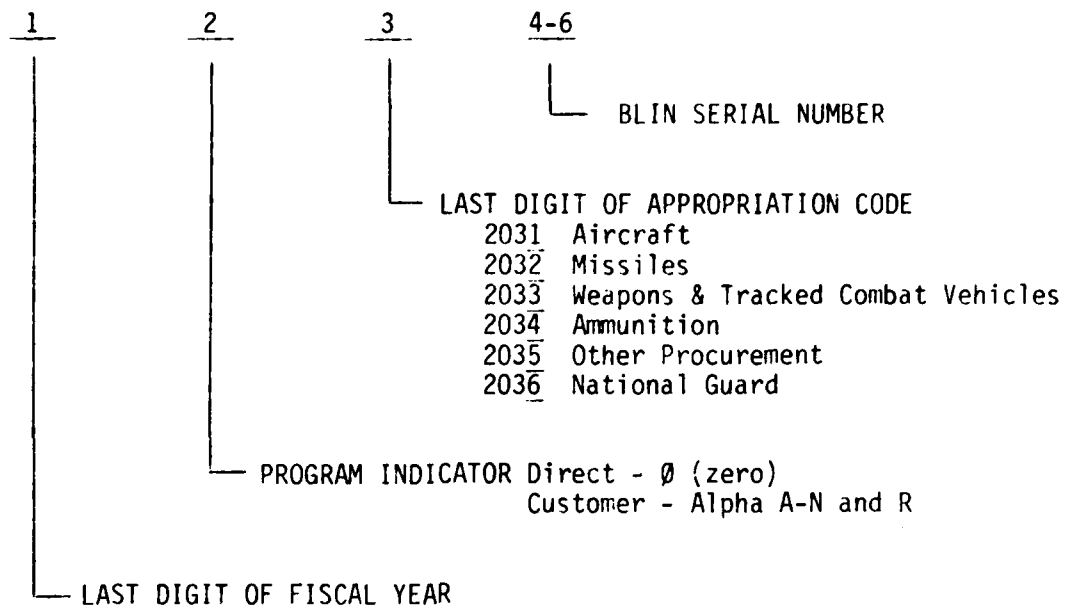 1 2 3 4-6
BLIN SERIAL NUMBER
LAST DIGIT OF APPROPRIATION CODE
2031 Aircraft
2032 Missiles
2033 Weapons & Tracked Combat Vehicles
2034 Ammunition
2035 Other Procurement
2036 National Guard
PROGRAM INDICATOR Direct - Ø (zero)
Customer - Alpha A-N and R
LAST DIGIT OF FISCAL YEAR